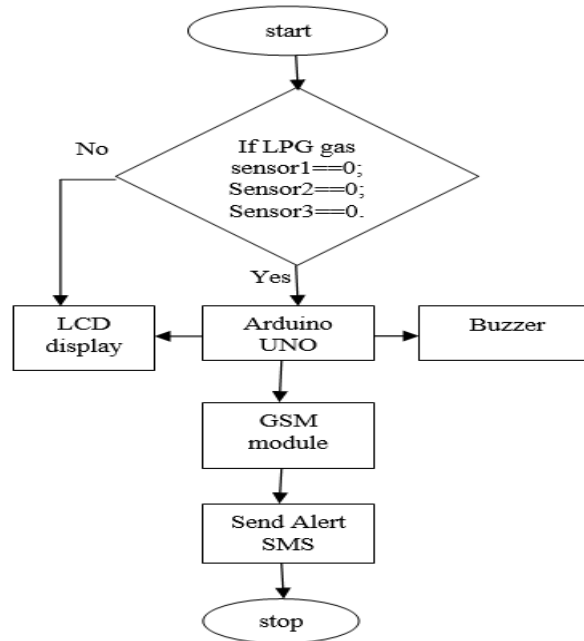 start
If LPG gas
sensor1==0;
Sensor2==0;
Sensor3==0.
No
Yes
LCD
display
Arduino
UNO
Buzzer
GSM
module
Send Alert
SMS
stop